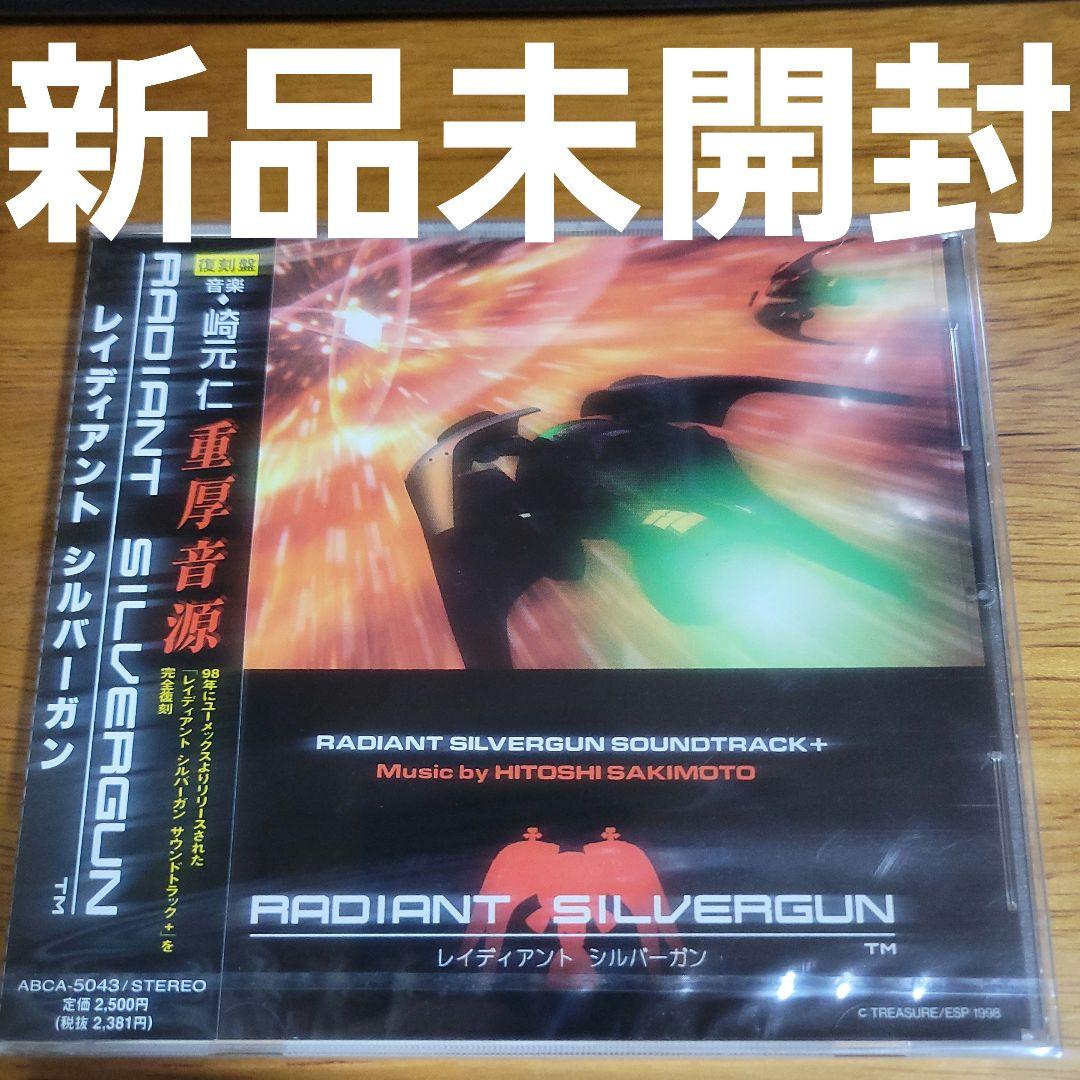 新品未開封
RADIANT SILVERGUN TM
レイディアント シルバーガン
復刻盤
音楽◆崎元仁
重厚音源
98年にユーメックスよりリリースされた
「レイディアント シルバーガン サウンドトラック+」を
完全復刻
ABCA-5043/STEREO
定価 2,500円
(税抜 2,381円)
RADIANT SILVERGUN SOUNDTRACK+
Music by HITOSHI SAKIMOTO
RADIANT SILVERGUN
TM
レイディアント シルバーガン
c TREASURE/ESP 1998